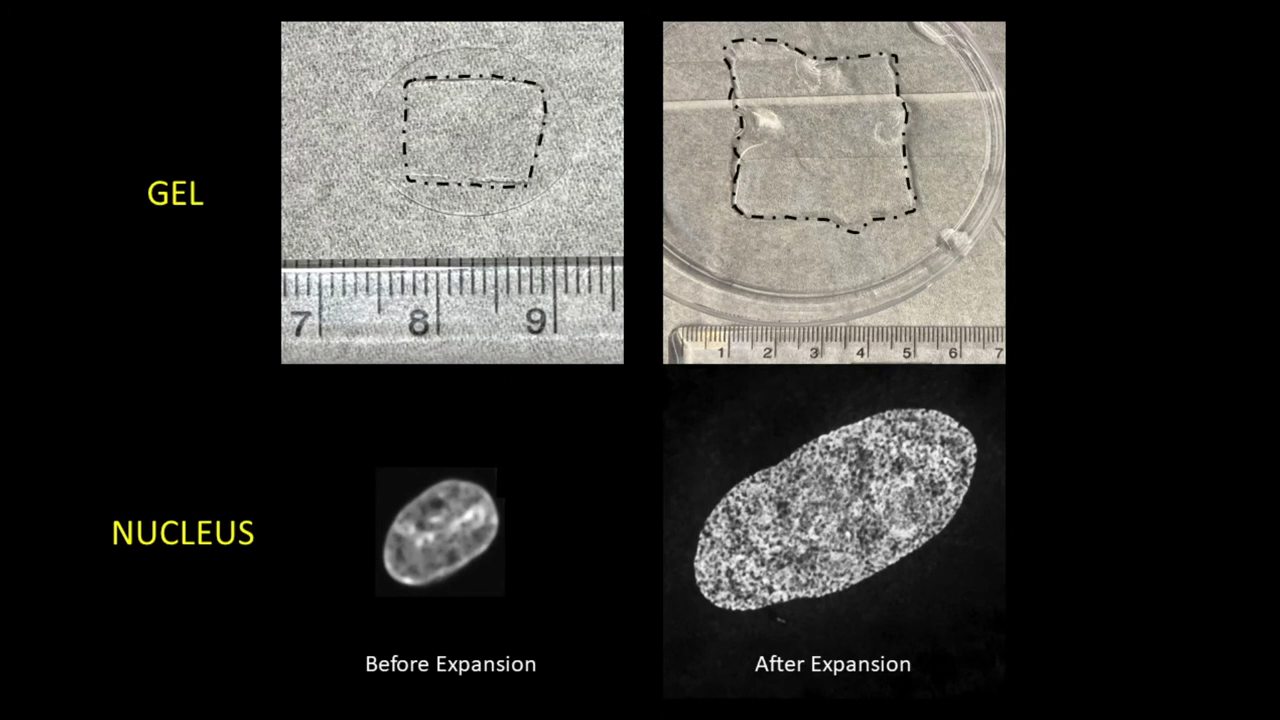 GEL
7 8 9
1 2 3 4 5 6 7
NUCLEUS
Before Expansion
After Expansion